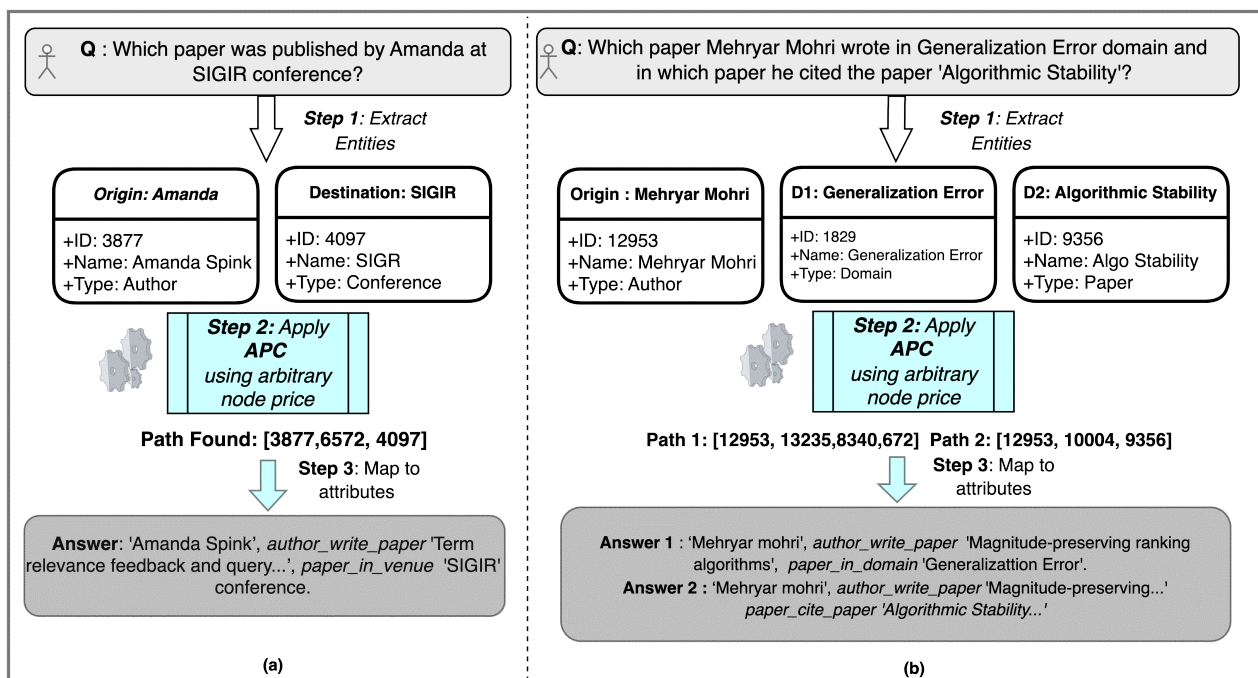 Q : Which paper was published by Amanda at
SIGIR conference?
Step 1: Extract
Entities
Origin: Amanda
+ID: 3877
+Name: Amanda Spink
+Type: Author
Destination: SIGIR
+ID: 4097
+Name: SIGR
+Type: Conference
Step 2: Apply
APC
using arbitrary
node price
Path Found: [3877,6572, 4097]
Step 3: Map to
attributes
Answer: 'Amanda Spink’, author_write_paper 'Term
relevance feedback and query...’, paper_in_venue 'SIGIR'
conference.
(a)
Q: Which paper Mehryar Mohri wrote in Generalization Error domain and
in which paper he cited the paper 'Algorithmic Stability'?
Step 1: Extract
Entities
Origin : Mehryar Mohri
+ID: 12953
+Name: Mehryar Mohri
+Type: Author
D1: Generalization Error
+ID: 1829
+Name: Generalization Error
+Type: Domain
D2: Algorithmic Stability
+ID: 9356
+Name: Algo Stability
+Type: Paper
Step 2: Apply
APC
using arbitrary
node price
Path 1: [12953, 13235,8340,672] Path 2: [12953, 10004, 9356]
Step 3: Map to
attributes
Answer 1 : ‘Mehryar mohri', author_write_paper 'Magnitude-preserving ranking
algorithms', paper_in_domain 'Generalizattion Error'.
Answer 2 : ‘Mehryar mohri', author_write_paper 'Magnitude-preserving...'
paper_cite_paper 'Algorithmic Stability...'
(b)